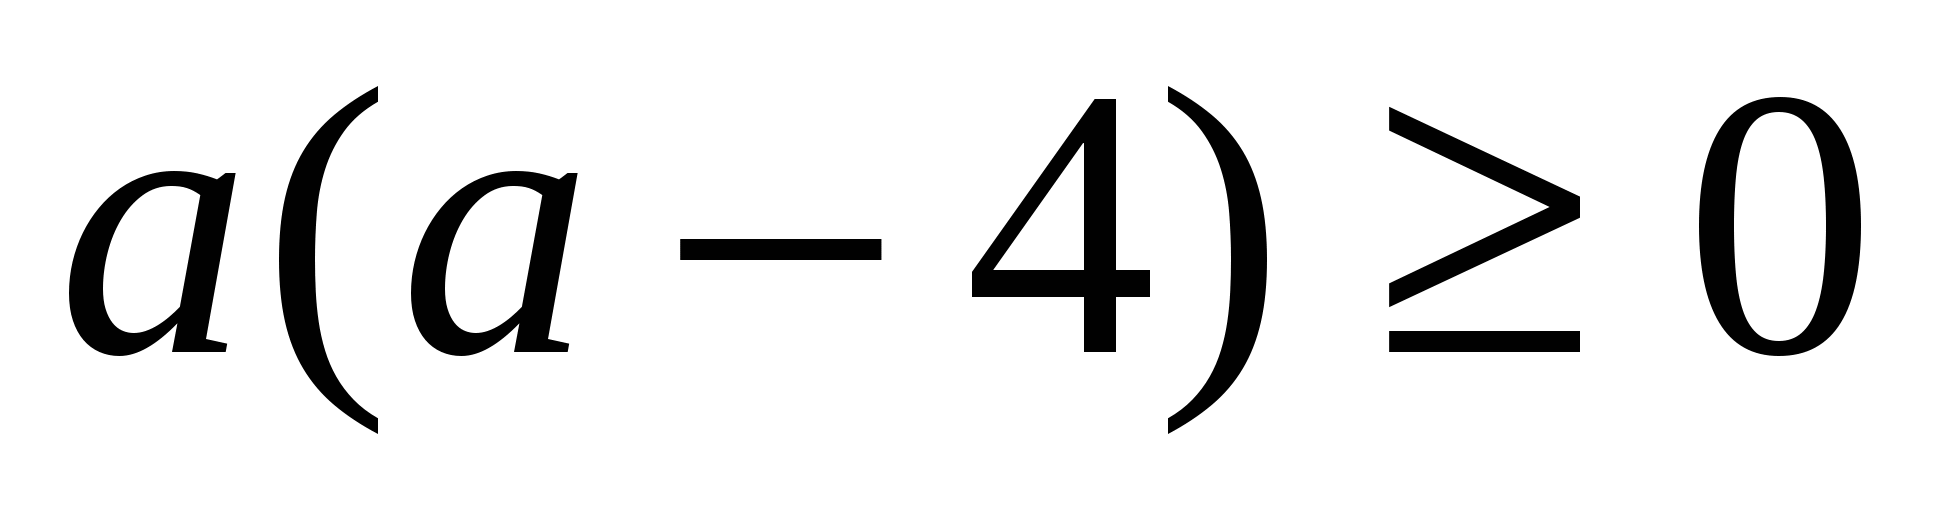 a(a − 4) ≥ 0